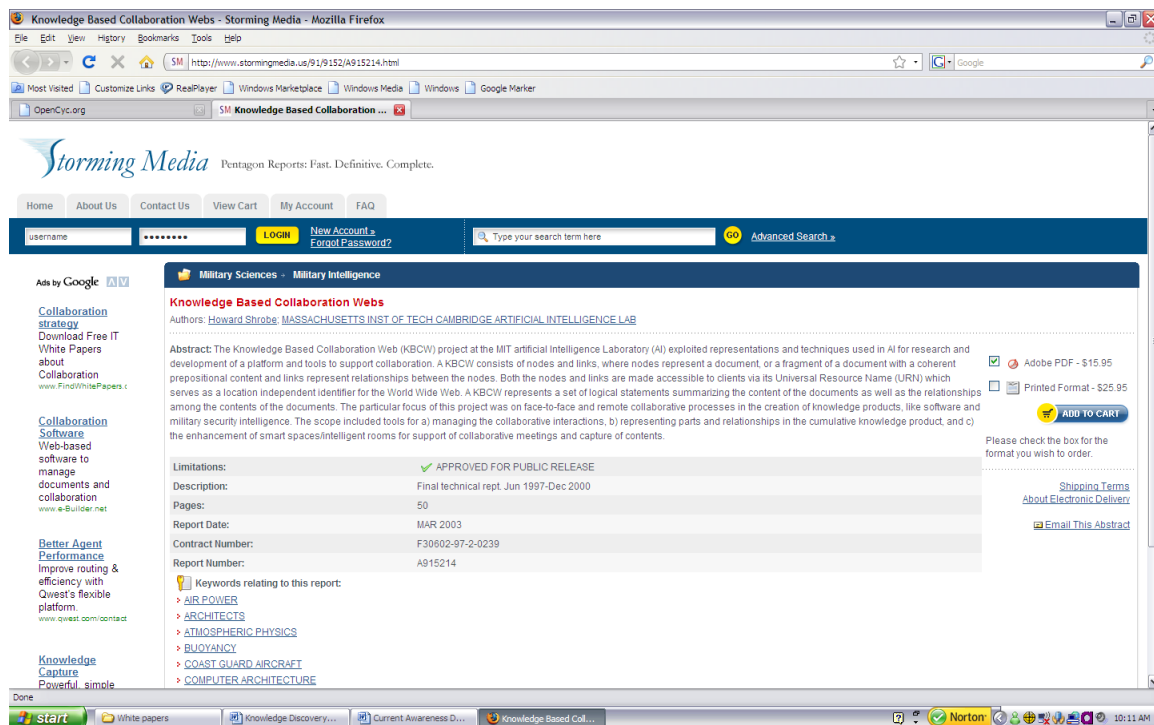 Knowledge Based Collaboration Webs - Storming Media - Mozilla Firefox
File Edit View History Bookmarks Tools Help
SM http://www.stormingmedia.us/91/9152/A915214.html
G Google
Most Visited Customize Links RealPlayer Windows Marketplace Windows Media Windows Google Marker
OpenCyc.org
SM Knowledge Based Collaboration ...
Storming Media Pentagon Reports: Fast. Definitive. Complete.
Home About Us Contact Us View Cart My Account FAQ
username •••••••• LOGIN New Account »
Forgot Password?
Type your search term here GO Advanced Search »
Ads by Google
Collaboration
strategy
Download Free IT
White Papers
about
Collaboration
www.FindWhitePapers.c
Collaboration
Software
Web-based
software to
manage
documents and
collaboration
www.e-Builder.net
Better Agent
Performance
Improve routing &
efficiency with
Qwest's flexible
platform.
www.qwest.com/contact
Knowledge
Capture
Powerful, simple
Military Sciences Military Intelligence
Knowledge Based Collaboration Webs
Authors: Howard Shrobe; MASSACHUSETTS INST OF TECH CAMBRIDGE ARTIFICIAL INTELLIGENCE LAB
Abstract: The Knowledge Based Collaboration Web (KBCW) project at the MIT artificial Intelligence Laboratory (AI) exploited representations and techniques used in AI for research and
development of a platform and tools to support collaboration. A KBCW consists of nodes and links, where nodes represent a document, or a fragment of a document with a coherent
prepositional content and links represent relationships between the nodes. Both the nodes and links are made accessible to clients via its Universal Resource Name (URN) which
serves as a location independent identifier for the World Wide Web. A KBCW represents a set of logical statements summarizing the content of the documents as well as the relationships
among the contents of the documents. The particular focus of this project was on face-to-face and remote collaborative processes in the creation of knowledge products, like software and
military security intelligence. The scope included tools for a) managing the collaborative interactions, b) representing parts and relationships in the cumulative knowledge product, and c)
the enhancement of smart spaces/intelligent rooms for support of collaborative meetings and capture of contents.
Adobe PDF - $15.95
Printed Format - $25.95
ADD TO CART
Please check the box for the
format you wish to order.
Shipping Terms
About Electronic Delivery
Email This Abstract
Limitations: APPROVED FOR PUBLIC RELEASE
Description: Final technical rept. Jun 1997-Dec 2000
Pages: 50
Report Date: MAR 2003
Contract Number: F30602-97-2-0239
Report Number: A915214
Keywords relating to this report:
AIR POWER
ARCHITECTS
ATMOSPHERIC PHYSICS
BUOYANCY
COAST GUARD AIRCRAFT
COMPUTER ARCHITECTURE
Done
start White papers Knowledge Discovery... Current Awareness D... Knowledge Based Coll... Norton 10:11 AM